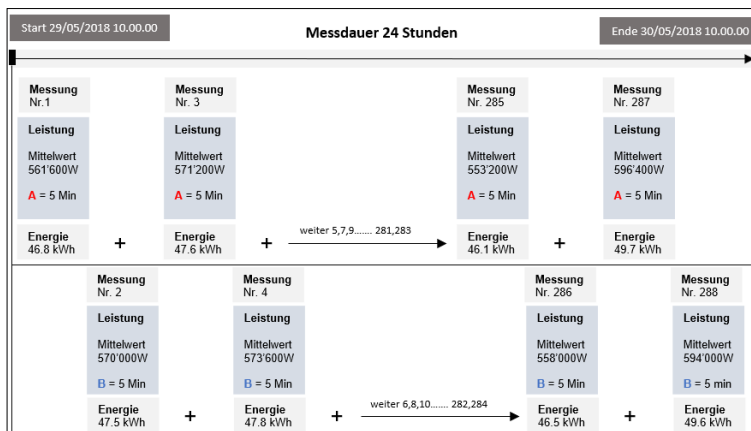 Start 29/05/2018 10.00.00
Messdauer 24 Stunden
Ende 30/05/2018 10.00.00
Messung
Nr.1
Leistung
Mittelwert
561'600W
A = 5 Min
Energie
46.8 kWh
+
Messung
Nr. 3
Leistung
Mittelwert
571'200W
A = 5 Min
Energie
47.6 kWh
+
weiter 5,7,9....... 281,283
Messung
Nr. 285
Leistung
Mittelwert
553'200W
A = 5 Min
Energie
46.1 kWh
+
Messung
Nr. 287
Leistung
Mittelwert
596'400W
A = 5 Min
Energie
49.7 kWh
Messung
Nr. 2
Leistung
Mittelwert
570'000W
B = 5 Min
Energie
47.5 kWh
+
Messung
Nr. 4
Leistung
Mittelwert
573'600W
B = 5 Min
Energie
47.8 kWh
+
weiter 6,8,10....... 282,284
Messung
Nr. 286
Leistung
Mittelwert
558'000W
B = 5 Min
Energie
46.5 kWh
+
Messung
Nr. 288
Leistung
Mittelwert
594'000W
B = 5 min
Energie
49.6 kWh